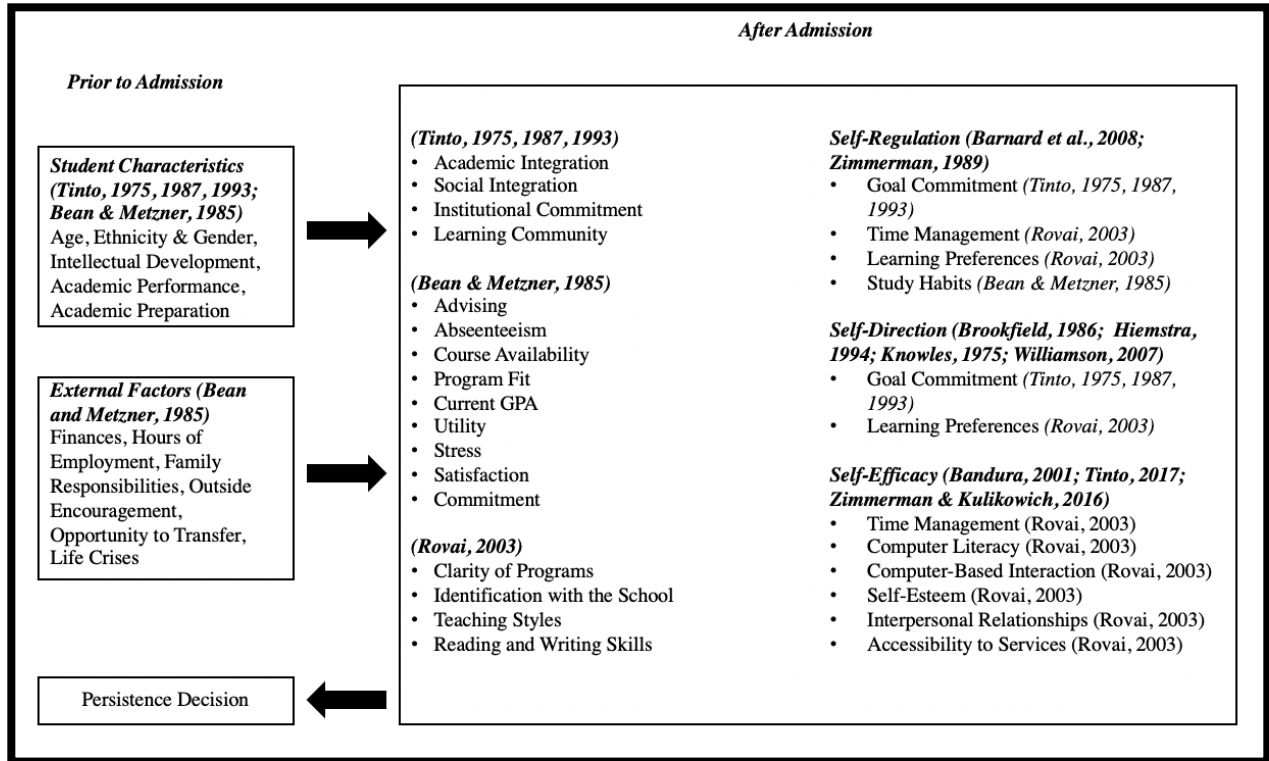 After Admission
Prior to Admission
Student Characteristics
(Tinto, 1975, 1987, 1993;
Bean & Metzner, 1985)
Age, Ethnicity & Gender,
Intellectual Development,
Academic Performance,
Academic Preparation
External Factors (Bean
and Metzner, 1985)
Finances, Hours of
Employment, Family
Responsibilities, Outside
Encouragement,
Opportunity to Transfer,
Life Crises
Persistence Decision
(Tinto, 1975, 1987, 1993)
• Academic Integration
• Social Integration
• Institutional Commitment
• Learning Community
(Bean & Metzner, 1985)
• Advising
• Abseenteeism
• Course Availability
• Program Fit
• Current GPA
• Utility
• Stress
• Satisfaction
• Commitment
(Rovai, 2003)
• Clarity of Programs
• Identification with the School
• Teaching Styles
• Reading and Writing Skills
Self-Regulation (Barnard et al., 2008;
Zimmerman, 1989)
• Goal Commitment (Tinto, 1975, 1987,
1993)
• Time Management (Rovai, 2003)
• Learning Preferences (Rovai, 2003)
• Study Habits (Bean & Metzner, 1985)
Self-Direction (Brookfield, 1986; Hiemstra,
1994; Knowles, 1975; Williamson, 2007)
• Goal Commitment (Tinto, 1975, 1987,
1993)
• Learning Preferences (Rovai, 2003)
Self-Efficacy (Bandura, 2001; Tinto, 2017;
Zimmerman & Kulikowich, 2016)
• Time Management (Rovai, 2003)
• Computer Literacy (Rovai, 2003)
• Computer-Based Interaction (Rovai, 2003)
• Self-Esteem (Rovai, 2003)
• Interpersonal Relationships (Rovai, 2003)
• Accessibility to Services (Rovai, 2003)